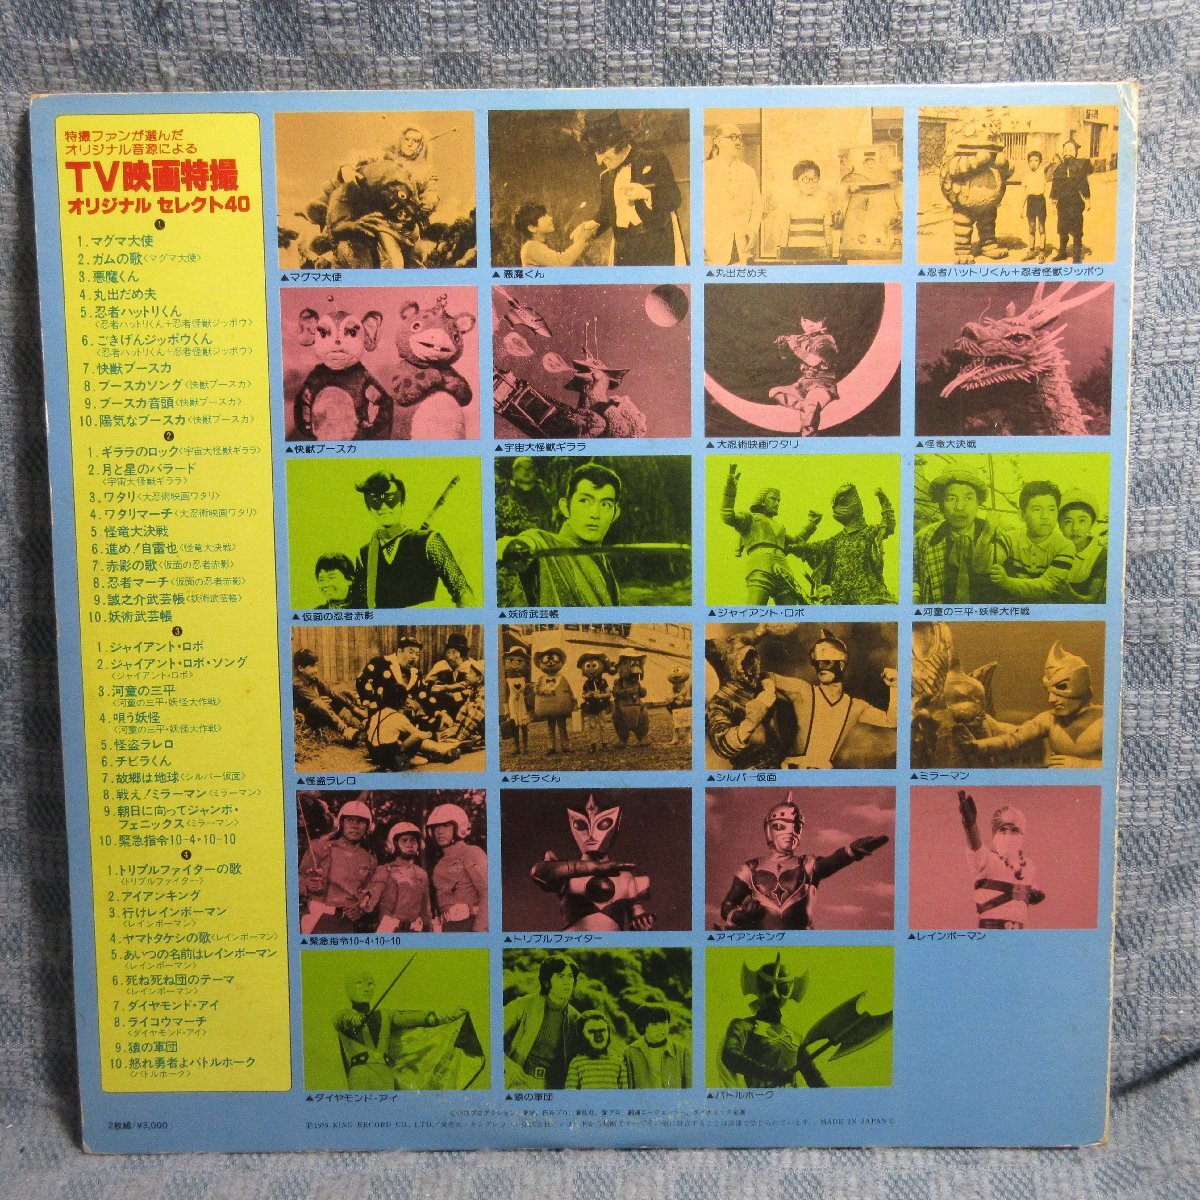 特撮ファンが選んだ
オリジナル音源による
TV映画特撮
オリジナル セレクト40
❶
1. マグマ大使
2. ガムの歌〈マグマ大使〉
3. 悪魔くん
4. 丸出だめ夫
5. 忍者ハットリくん
〈忍者ハットリくん+忍者怪獣ジッポウ〉
6. ごきげんジッポウくん
〈忍者ハットリくん+忍者怪獣ジッポウ〉
7. 快獣ブースカ
8. ブースカソング〈快獣ブースカ〉
9. ブースカ音頭〈快獣ブースカ〉
10. 陽気なブースカ〈快獣ブースカ〉
❷
1. ギララのロック〈宇宙大怪獣ギララ〉
2. 月と星のバラード
〈宇宙大怪獣ギララ〉
3. ワタリ〈大忍術映画ワタリ〉
4. ワタリマーチ〈大忍術映画ワタリ〉
5. 怪竜大決戦
6. 進め!自雷也〈怪竜大決戦〉
7. 赤影の歌〈仮面の忍者赤影〉
8. 忍者マーチ〈仮面の忍者赤影〉
9. 誠之介武芸帳〈妖術武芸帳〉
10. 妖術武芸帳
❸
1. ジャイアント・ロボ
2. ジャイアント・ロボ・ソング
〈ジャイアント・ロボ〉
3. 河童の三平
〈河童の三平・妖怪大作戦〉
4. 唄う妖怪
〈河童の三平・妖怪大作戦〉
5. 怪盗ラレロ
6. チビラくん
7. 故郷は地球〈シルバー仮面〉
8. 戦え!ミラーマン〈ミラーマン〉
9. 朝日に向ってジャンボ・
フェニックス〈ミラーマン〉
10. 緊急指令10-4・10-10
❹
1. トリプルファイターの歌
〈トリプルファイター〉
2. アイアンキング
3. 行けレインボーマン
〈レインボーマン〉
4. ヤマトタケシの歌〈レインボーマン〉
5. あいつの名前はレインボーマン
〈レインボーマン〉
6. 死ね死ね団のテーマ
〈レインボーマン〉
7. ダイヤモンド・アイ
8. ライコウマーチ
〈ダイヤモンド・アイ〉
9. 猿の軍団
10. 怒れ勇者よバトルホーク
〈バトルホーク〉
2枚組/¥3,000
▲マグマ大使
▲悪魔くん
▲丸出だめ夫
▲忍者ハットリくん+忍者怪獣ジッポウ
▲快獣ブースカ
▲宇宙大怪獣ギララ
▲大忍術映画ワタリ
▲怪竜大決戦
▲仮面の忍者赤影
▲妖術武芸帳
▲ジャイアント・ロボ
▲河童の三平・妖怪大作戦
▲怪盗ラレロ
▲チビラくん
▲シルバー仮面
▲ミラーマン
▲緊急指令10-4・10-10
▲トリプルファイター
▲アイアンキング
▲レインボーマン
▲ダイヤモンド・アイ
▲猿の軍団
▲バトルホーク
Ⓟ1978 KING RECORD CO., LTD./発売元・キングレコード株式会社 /MADE IN JAPAN